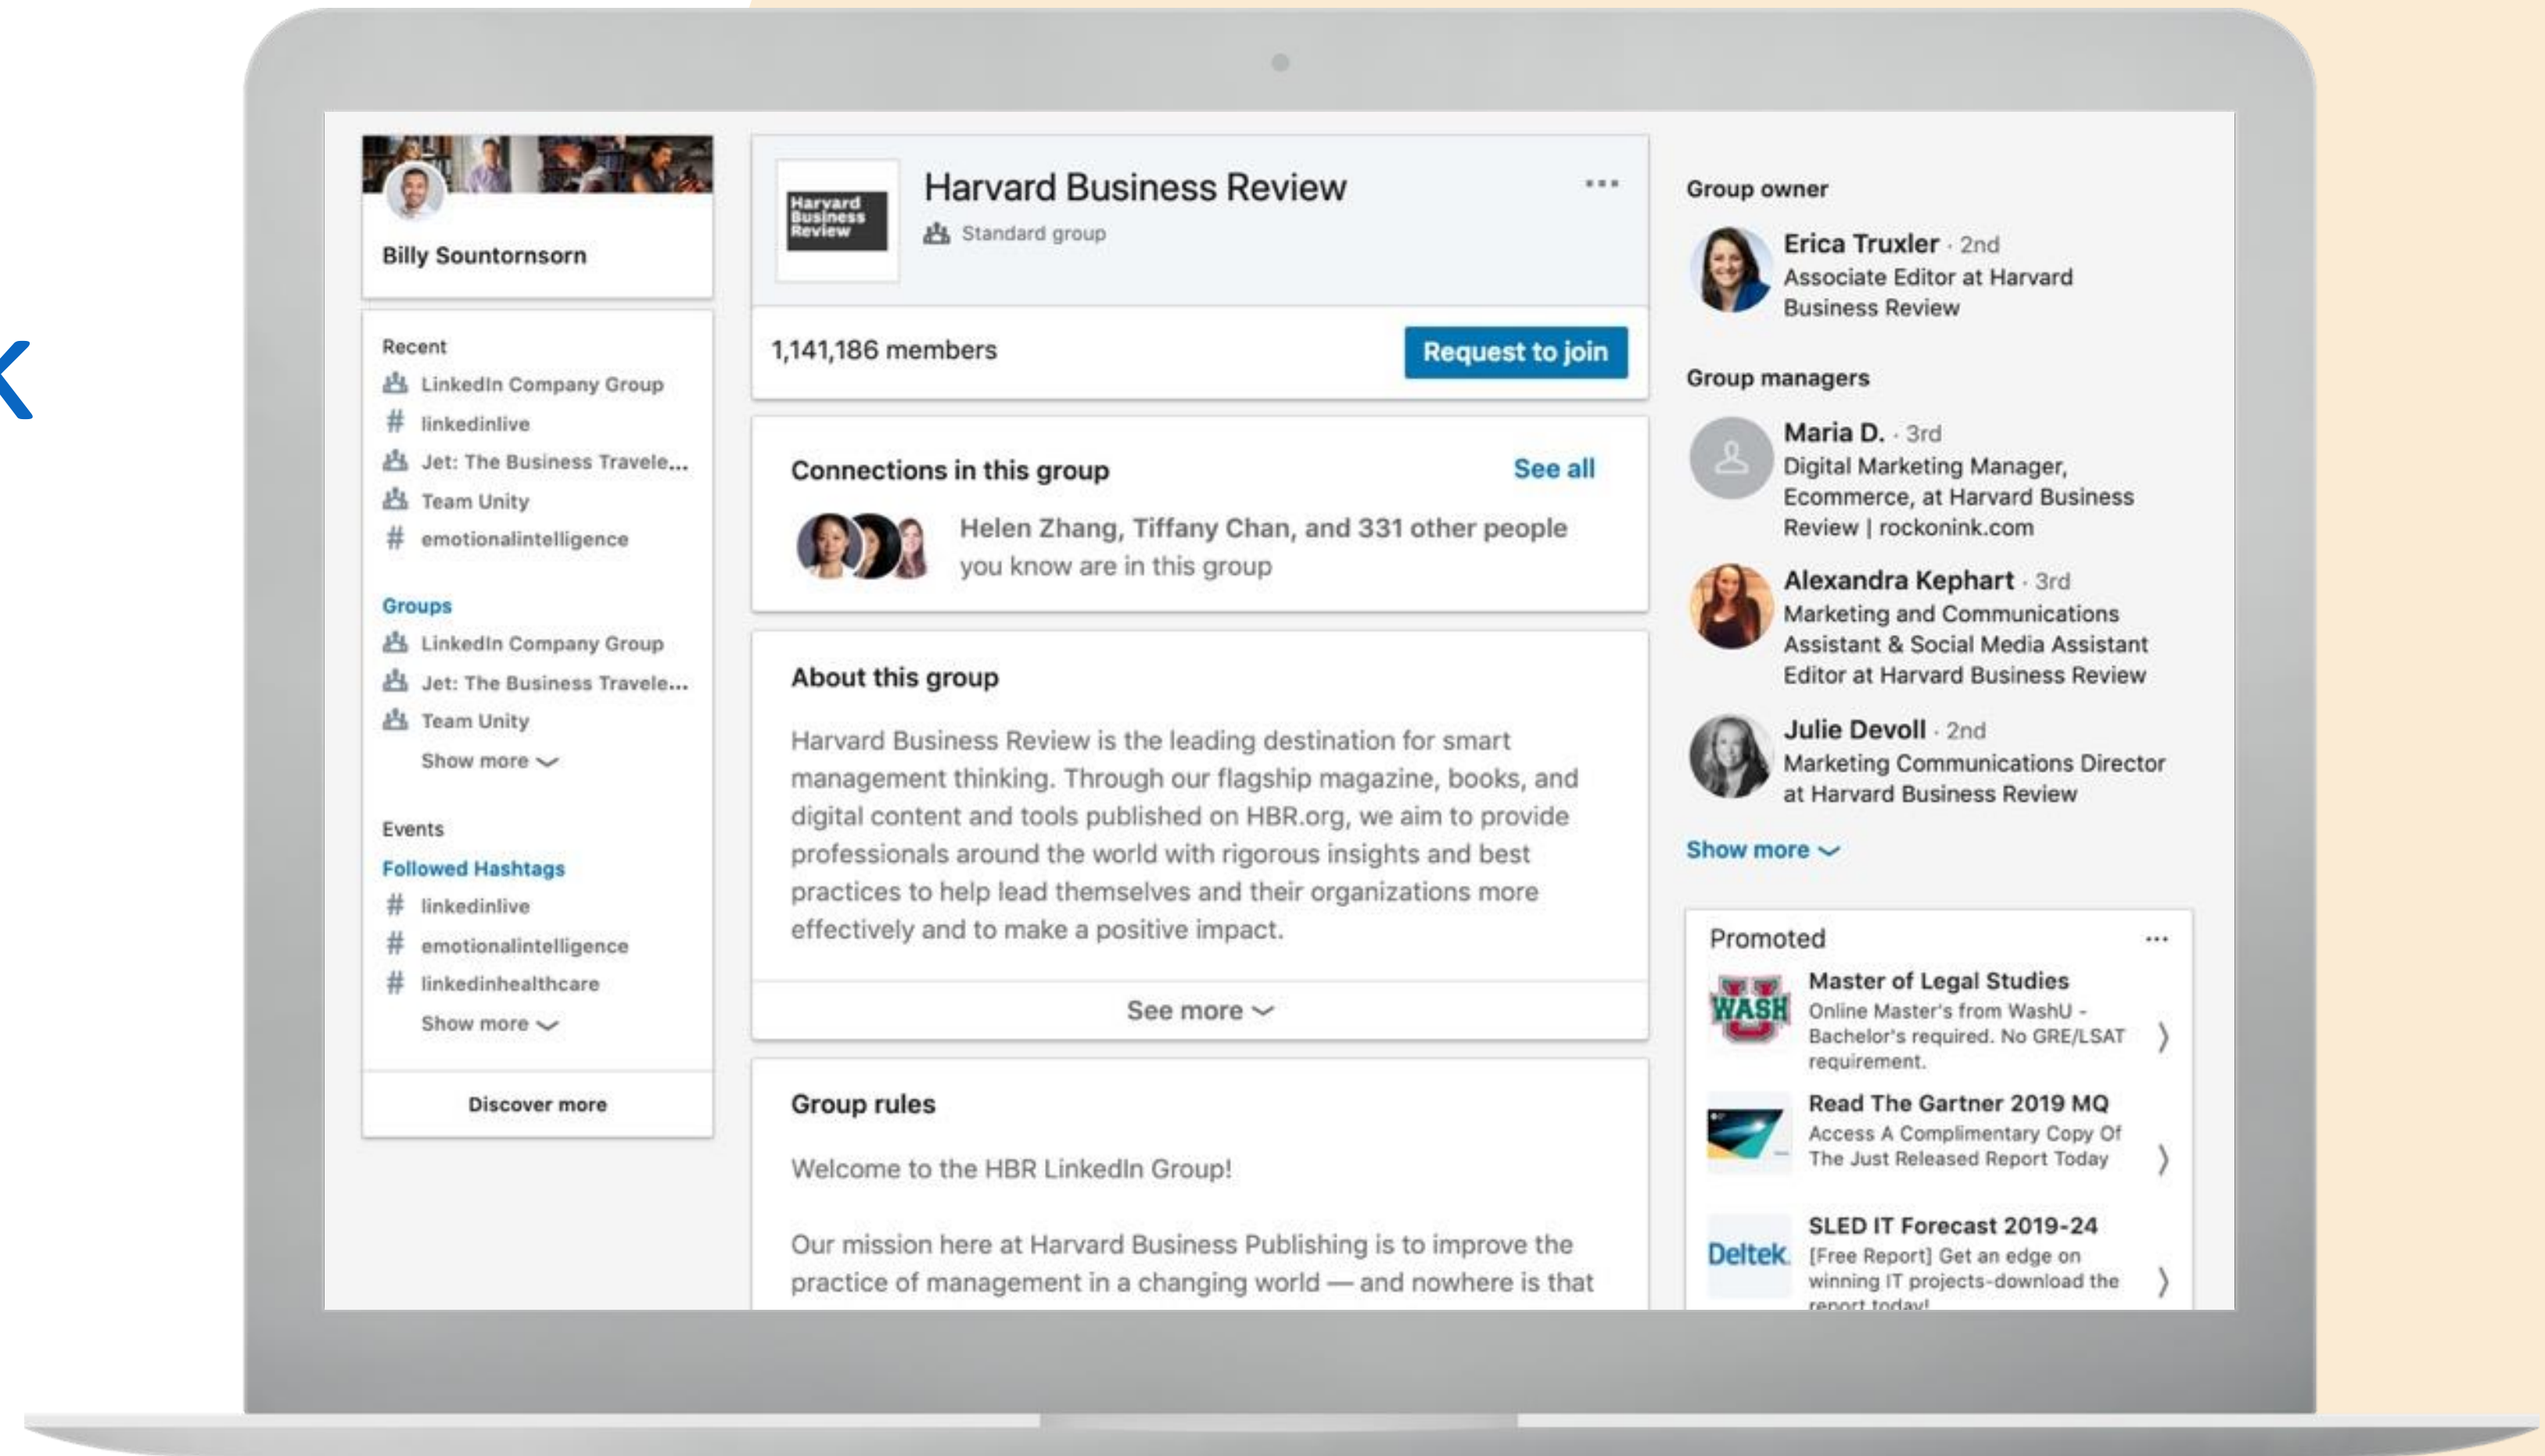 k
Billy Sountornsorn
Recent
LinkedIn Company Group
# linkedinlive
Jet: The Business Travele...
Team Unity
# emotionalintelligence
Groups
LinkedIn Company Group
Jet: The Business Travele...
Team Unity
Show more
Events
Followed Hashtags
# linkedinlive
# emotionalintelligence
# linkedinhealthcare
Show more
Discover more
Harvard
Business
Review
Harvard Business Review
Standard group
1,141,186 members
Request to join
Connections in this group
See all
Helen Zhang, Tiffany Chan, and 331 other people
you know are in this group
About this group
Harvard Business Review is the leading destination for smart
management thinking. Through our flagship magazine, books, and
digital content and tools published on HBR.org, we aim to provide
professionals around the world with rigorous insights and best
practices to help lead themselves and their organizations more
effectively and to make a positive impact.
See more
Group rules
Welcome to the HBR LinkedIn Group!
Our mission here at Harvard Business Publishing is to improve the
practice of management in a changing world — and nowhere is that
Group owner
Erica Truxler · 2nd
Associate Editor at Harvard
Business Review
Group managers
Maria D. · 3rd
Digital Marketing Manager,
Ecommerce, at Harvard Business
Review | rockonink.com
Alexandra Kephart · 3rd
Marketing and Communications
Assistant & Social Media Assistant
Editor at Harvard Business Review
Julie Devoll · 2nd
Marketing Communications Director
at Harvard Business Review
Show more
Promoted
WASH
U
Master of Legal Studies
Online Master's from WashU -
Bachelor's required. No GRE/LSAT
requirement.
Read The Gartner 2019 MQ
Access A Complimentary Copy Of
The Just Released Report Today
Deltek.
SLED IT Forecast 2019-24
[Free Report] Get an edge on
winning IT projects-download the
report today!